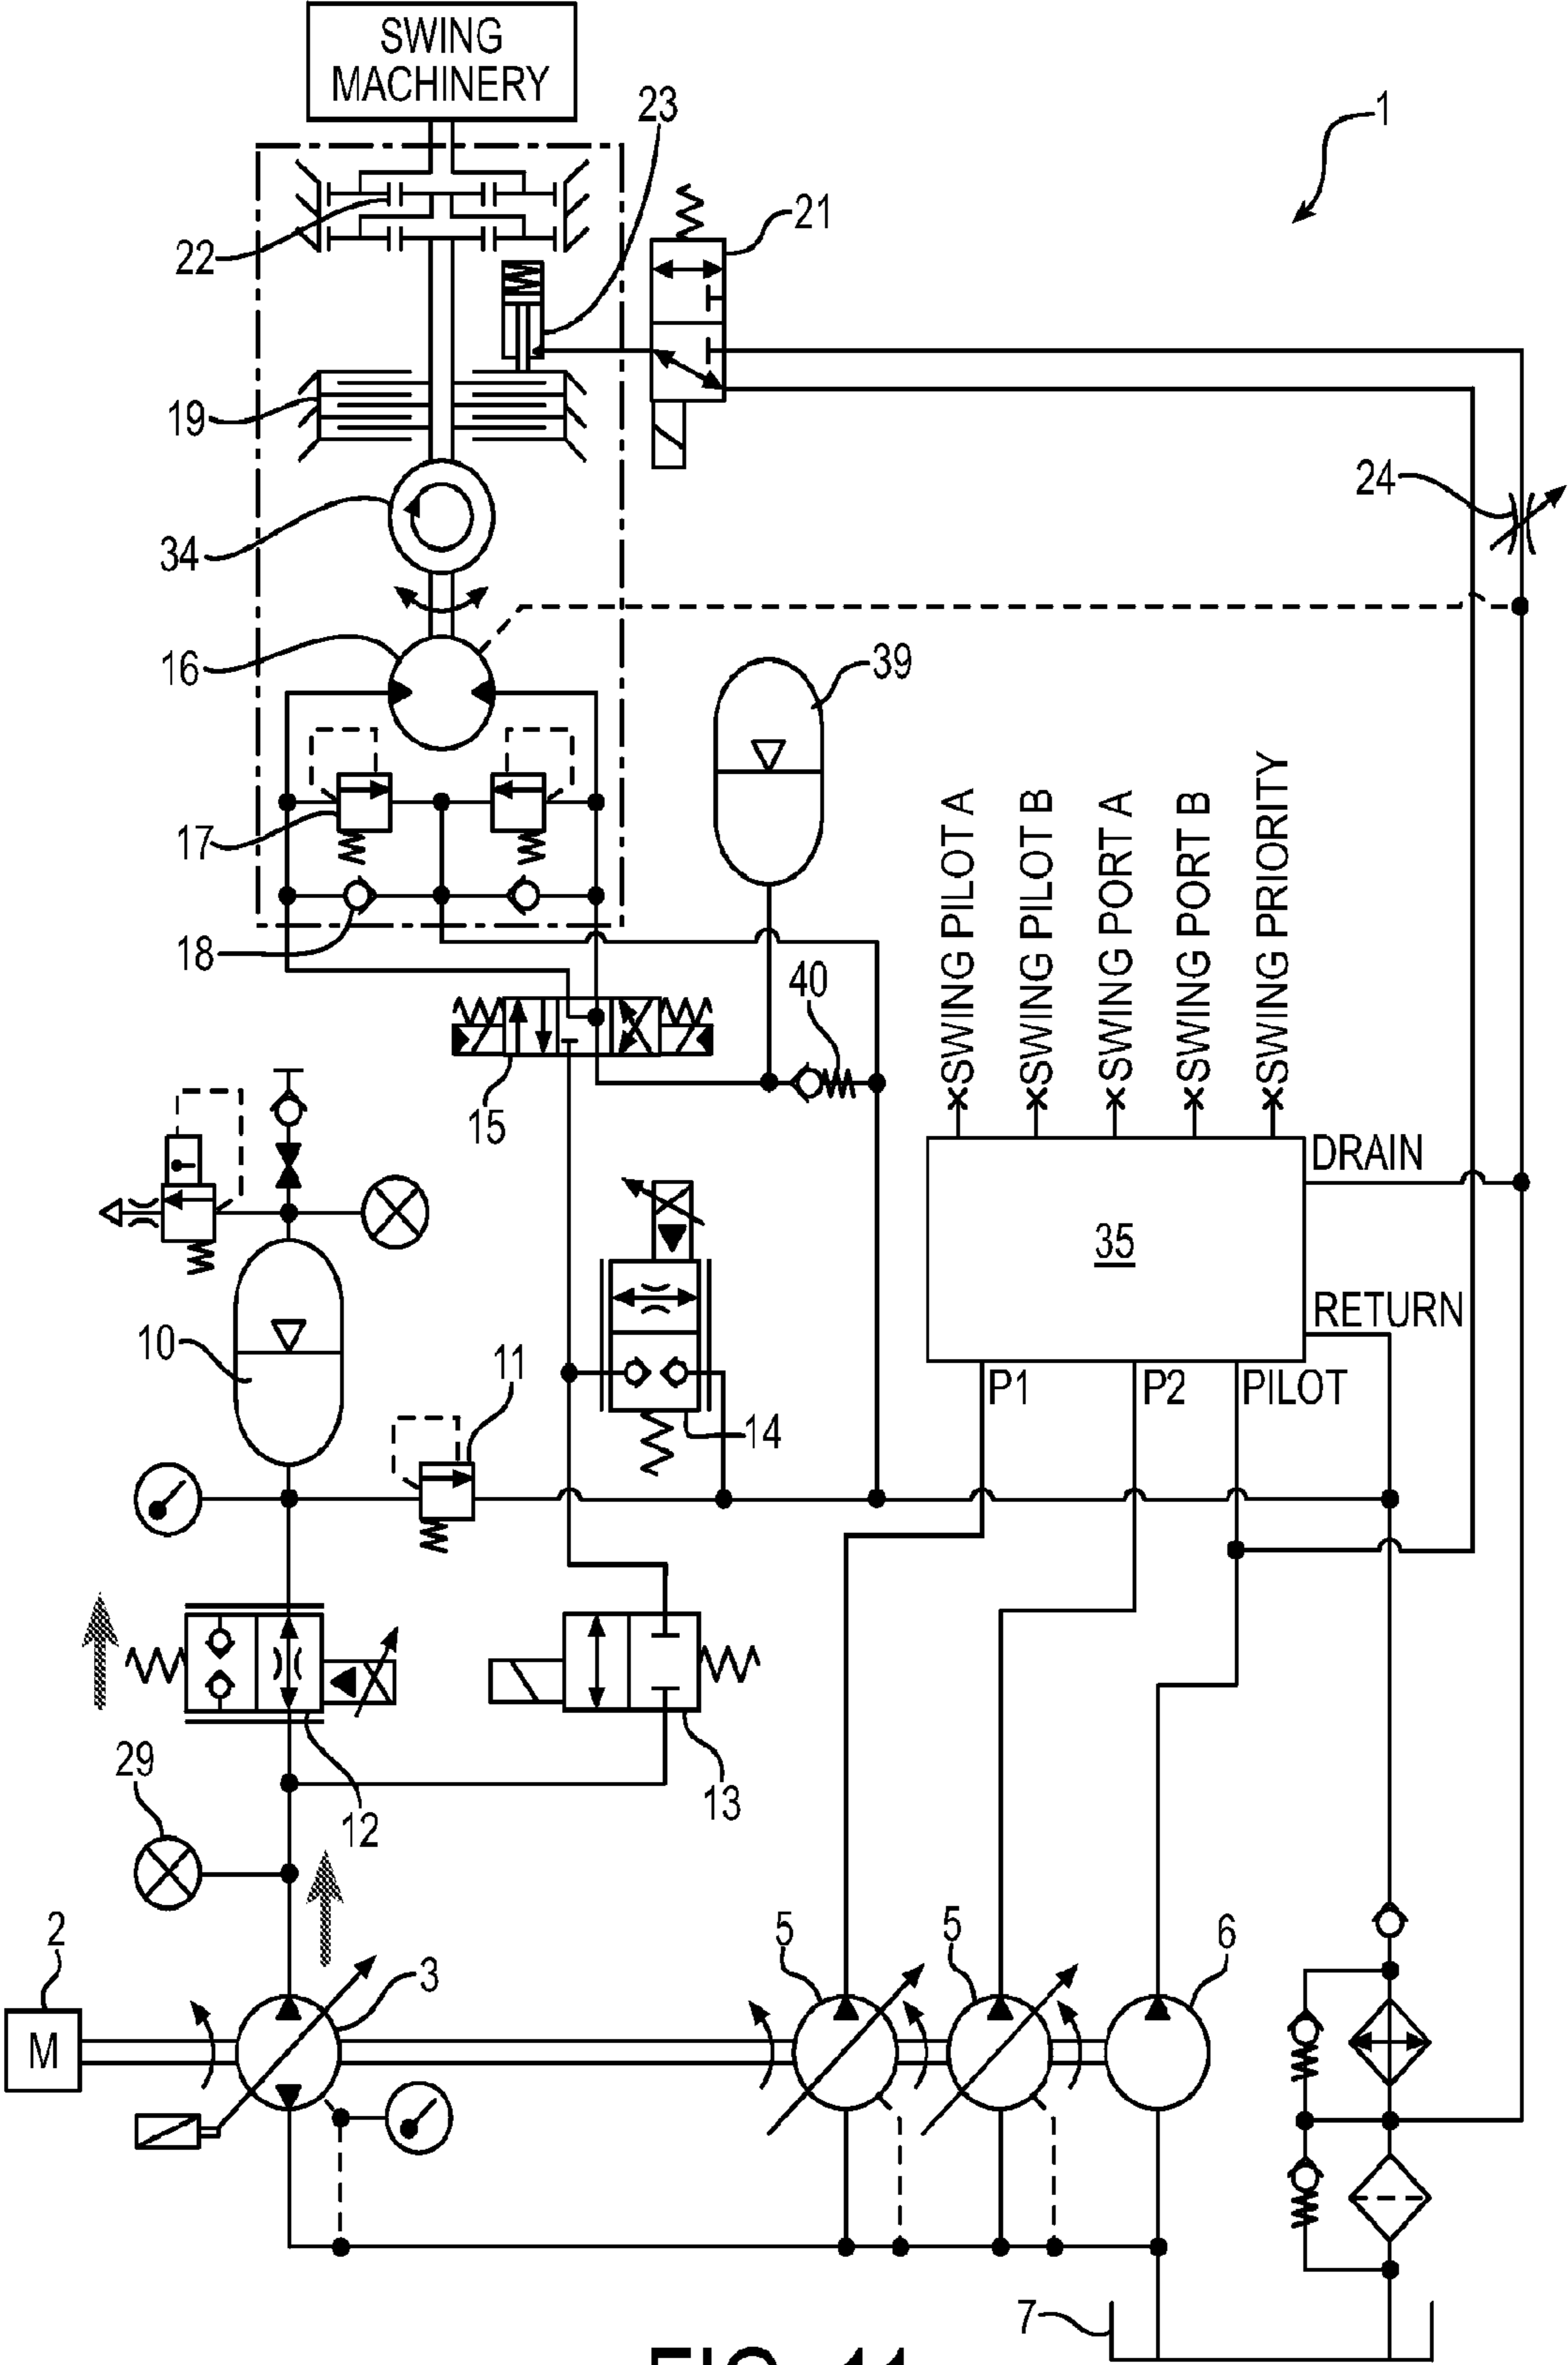 SWING
MACHINERY
23
1
21
22
19
24
34
16
39
17
18
40
SWING PILOT A
SWING PILOT B
SWING PORT A
SWING PORT B
SWING PRIORITY
15
DRAIN
35
RETURN
10
11
P1
P2
PILOT
14
29
12
13
2
3
5
5
6
M
7
FIG. 11